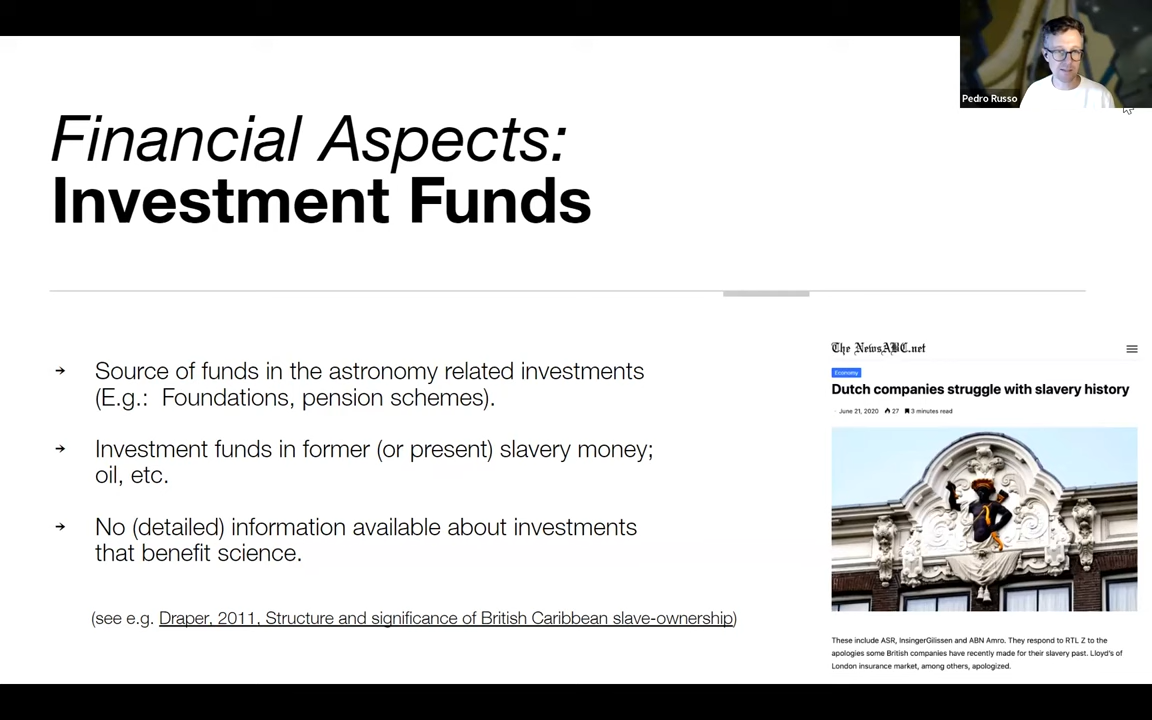 Pedro Russo
Financial Aspects:
Investment Funds
→ Source of funds in the astronomy related investments
(E.g.: Foundations, pension schemes).
→ Investment funds in former (or present) slavery money;
oil, etc.
→ No (detailed) information available about investments
that benefit science.
(see e.g. Draper, 2011, Structure and significance of British Caribbean slave-ownership)
The NewsABC.net
Economy
Dutch companies struggle with slavery history
June 21, 2020 27 3 minutes read
These include ASR, InsingerGilissen and ABN Amro. They respond to RTL Z to the
apologies some British companies have recently made for their slavery past. Lloyd's of
London insurance market, among others, apologized.